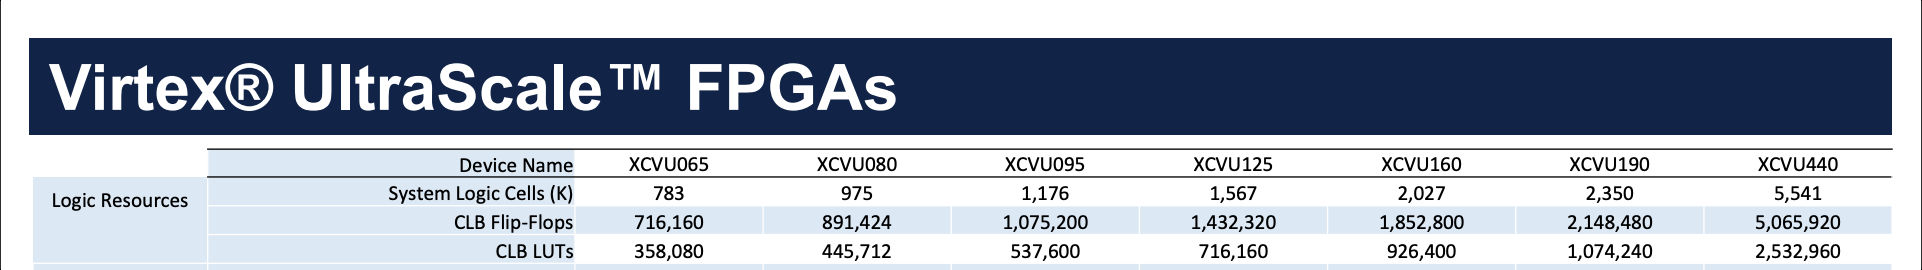 Virtex® UltraScale™ FPGAs
Device Name XCVU065 XCVU080 XCVU095 XCVU125 XCVU160 XCVU190 XCVU440
Logic Resources System Logic Cells (K) 783 975 1,176 1,567 2,027 2,350 5,541
CLB Flip-Flops 716,160 891,424 1,075,200 1,432,320 1,852,800 2,148,480 5,065,920
CLB LUTs 358,080 445,712 537,600 716,160 926,400 1,074,240 2,532,960